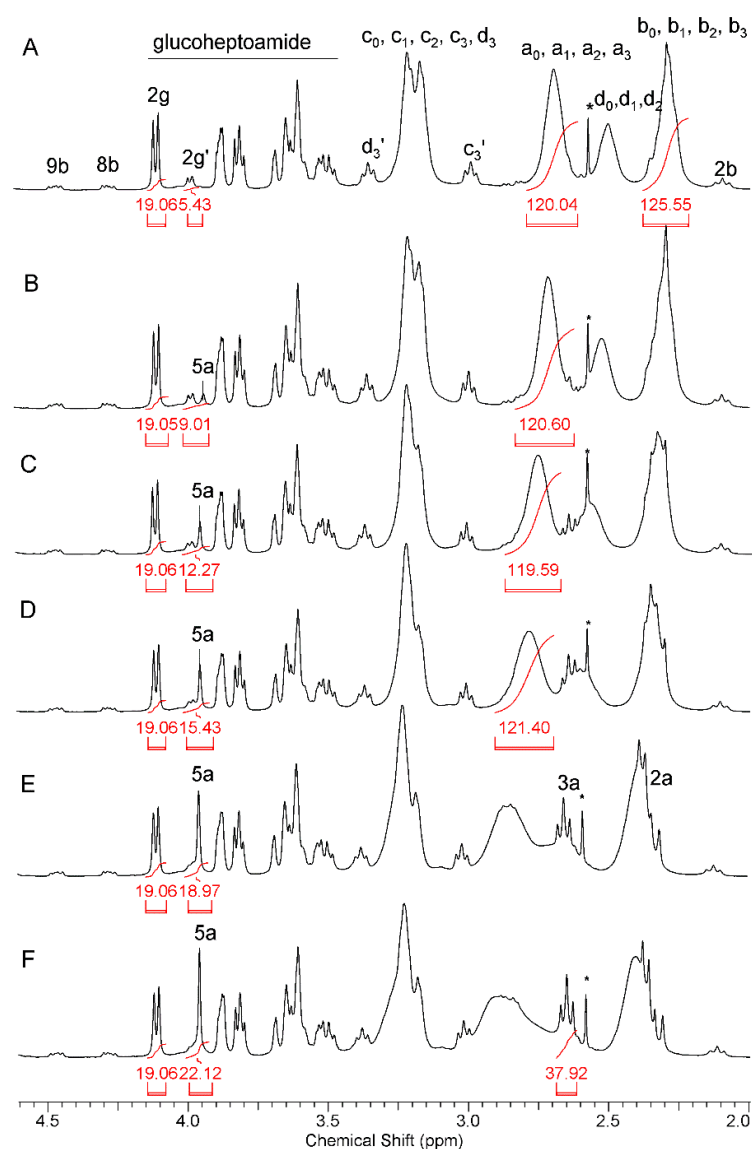 A
glucoheptoamide
c0, c1, c2, c3, d3
a0, a1, a2, a3
b0, b1, b2, b3
9b
8b
2g
2g'
d3'
c3'
*
d0,d1,d2
2b
19.06
5.43
120.04
125.55
B
5a
*
19.05
9.01
120.60
C
5a
*
19.06
12.27
119.59
D
5a
*
19.06
15.43
121.40
E
5a
3a
*
2a
19.06
18.97
F
5a
*
19.06
22.12
37.92
4.5
4.0
3.5
3.0
2.5
2.0
Chemical Shift (ppm)